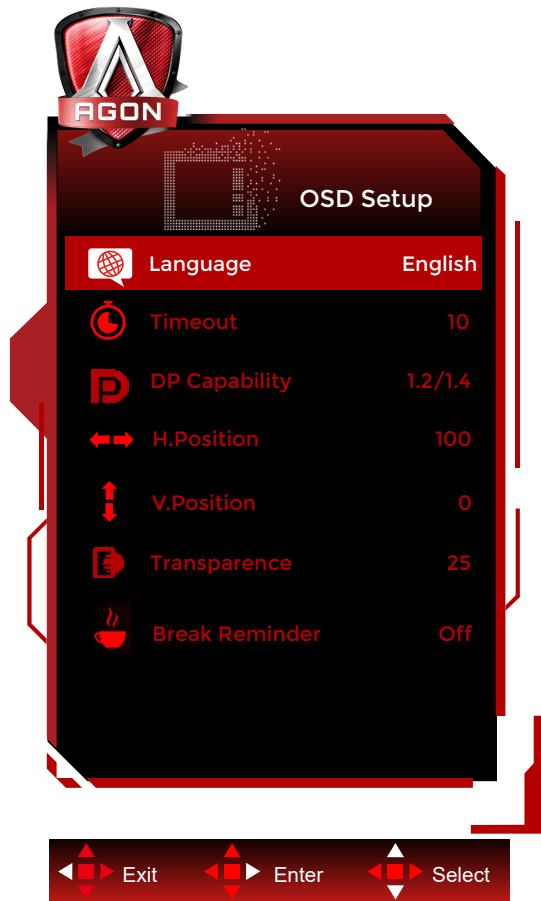 AGON
OSD Setup
Language English
Timeout 10
DP Capability 1.2/1.4
H.Position 100
V.Position 0
Transparence 25
Break Reminder Off
Exit Enter Select